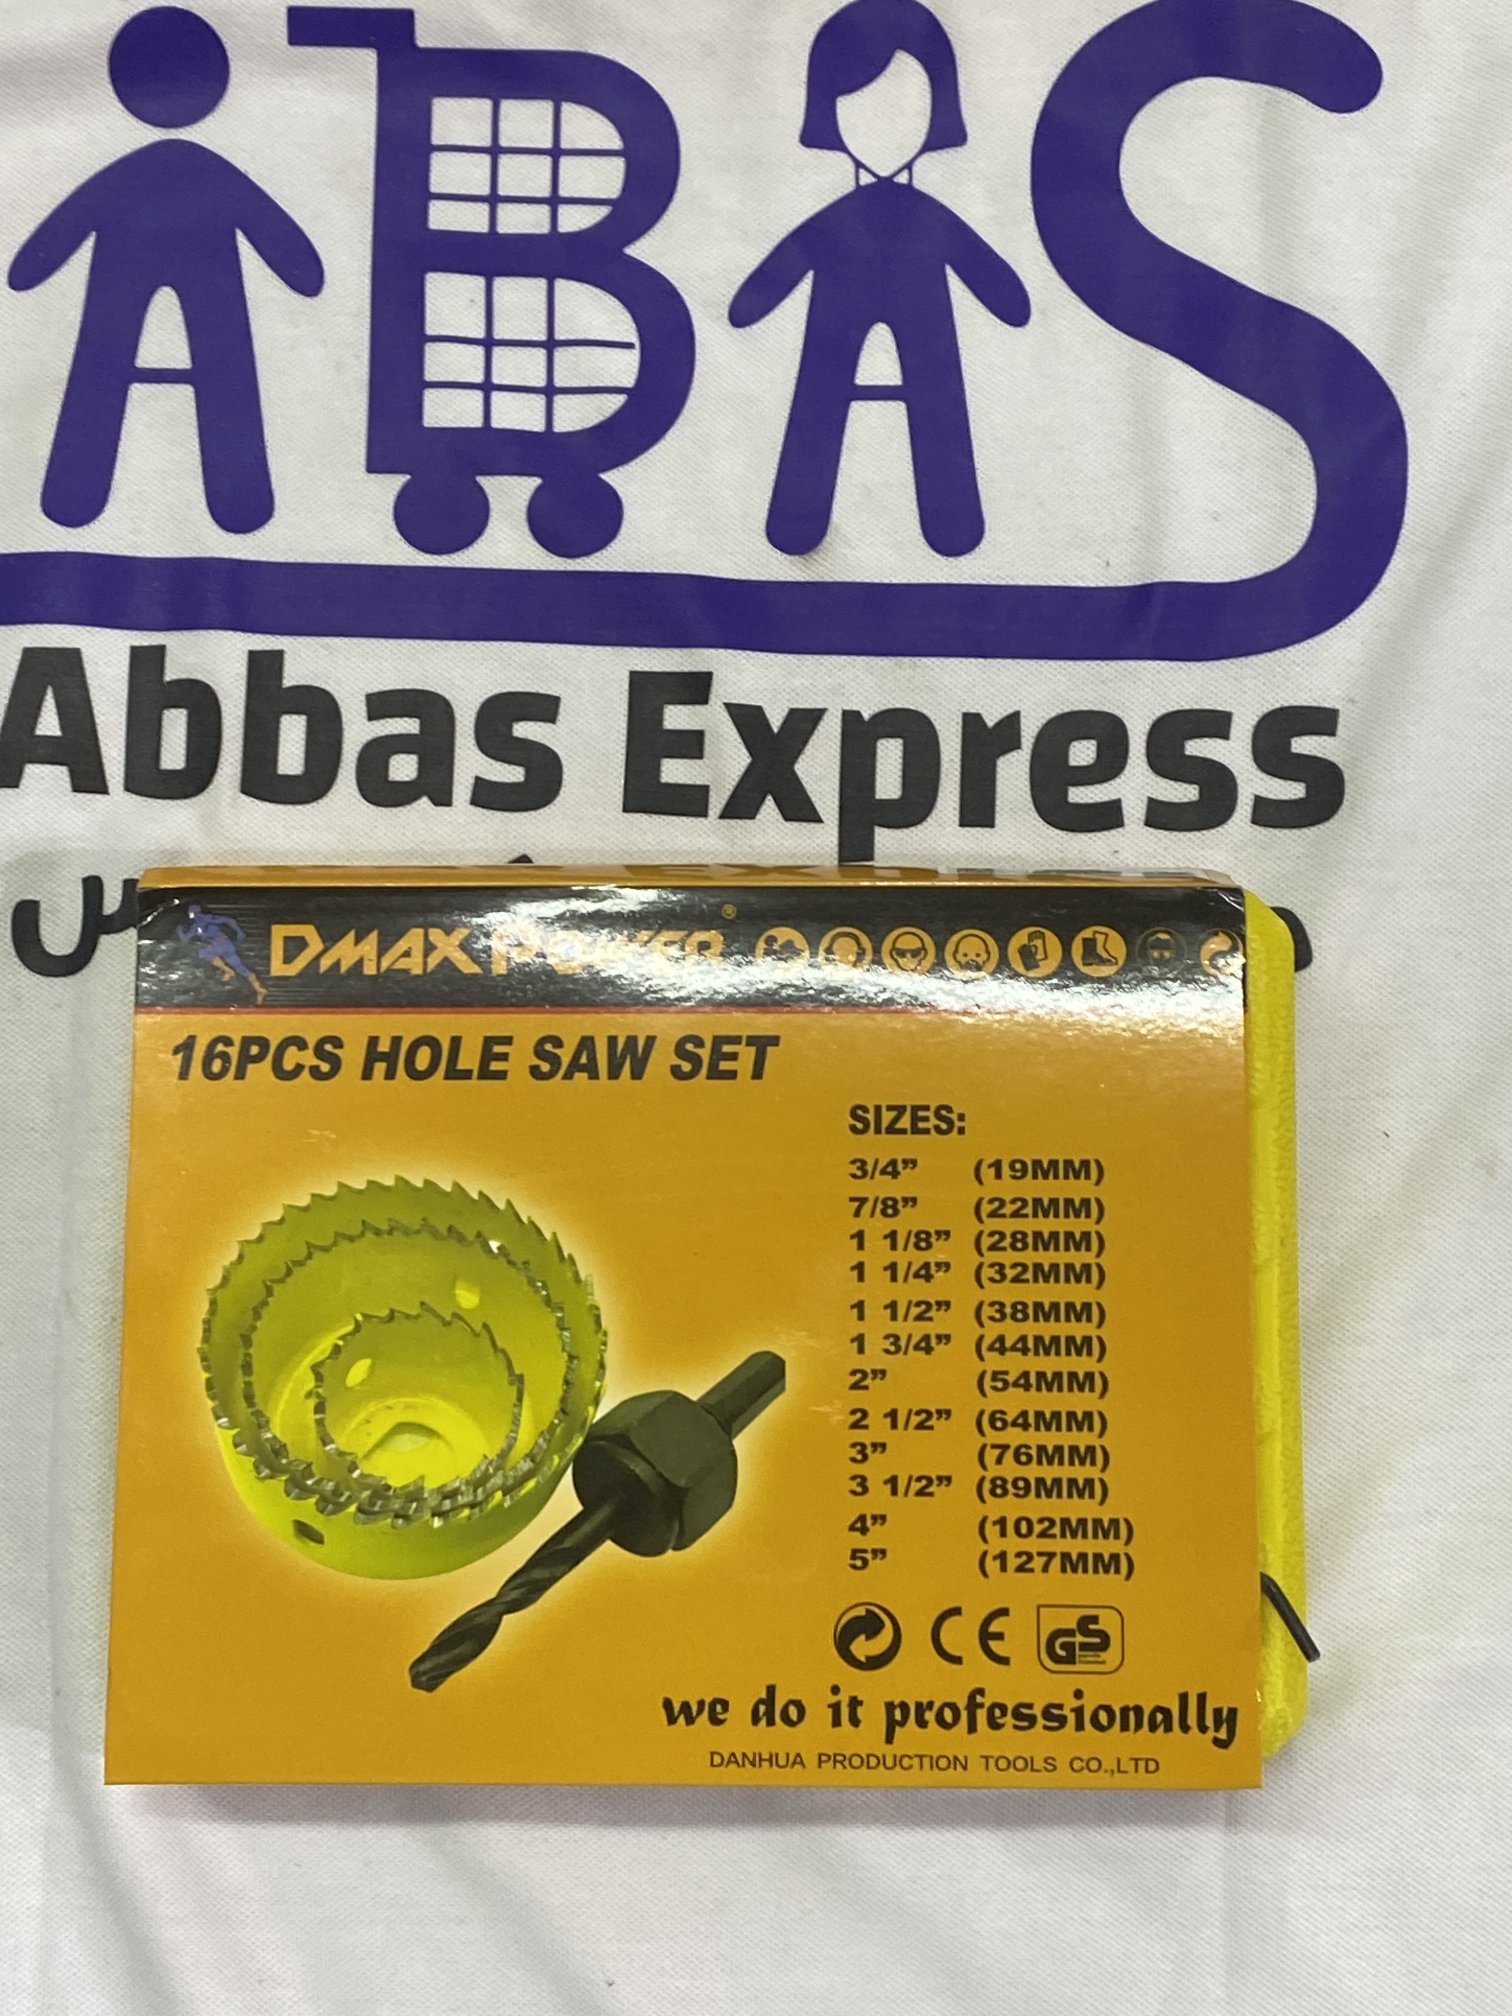 ABAS
Abbas Express
DMAX POWER®
16PCS HOLE SAW SET
SIZES:
3/4” (19MM)
7/8” (22MM)
1 1/8” (28MM)
1 1/4” (32MM)
1 1/2” (38MM)
1 3/4” (44MM)
2” (54MM)
2 1/2” (64MM)
3” (76MM)
3 1/2” (89MM)
4” (102MM)
5” (127MM)
CE GS
we do it professionally
DANHUA PRODUCTION TOOLS CO.,LTD